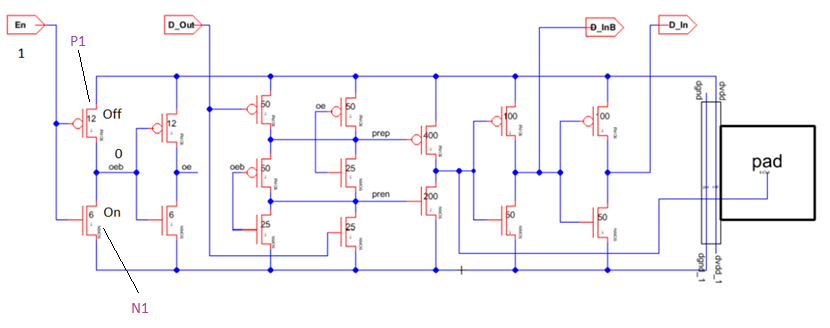 En
D_Out
D_InB
D_In
1
P1
12
Off
12
50
oe
50
prep
400
100
100
dgnd
dvdd
pad
0
oeb
oe
oeb
50
25
pren
200
6
On
6
25
25
50
50
dgnd_1
dvdd_1
N1